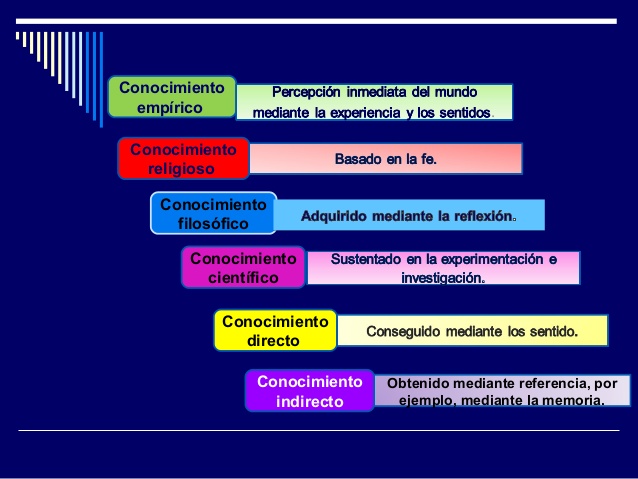 Conocimiento
empírico
Percepción inmediata del mundo
mediante la experiencia y los sentidos.
Conocimiento
religioso
Basado en la fe.
Conocimiento
filosófico
Adquirido mediante la reflexión.
Conocimiento
científico
Sustentado en la experimentación e
investigación.
Conocimiento
directo
Conseguido mediante los sentido.
Conocimiento
indirecto
Obtenido mediante referencia, por
ejemplo, mediante la memoria.